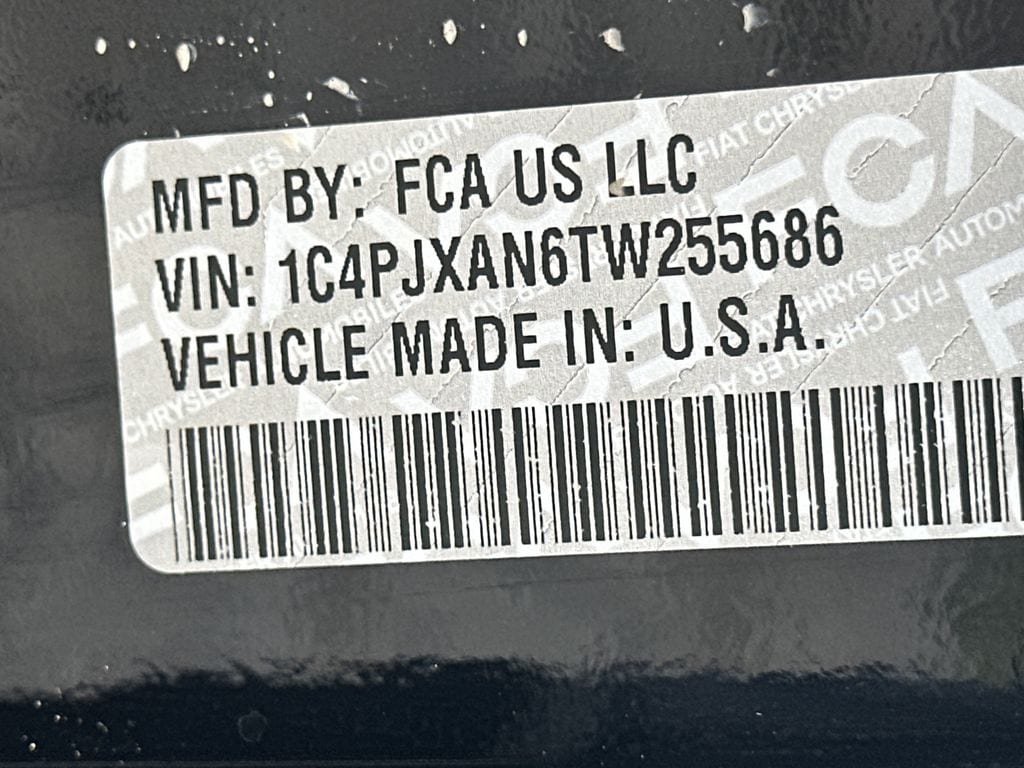 MFD BY: FCA US LLC
VIN: 1C4PJXAN6TW255686
VEHICLE MADE IN: U.S.A.